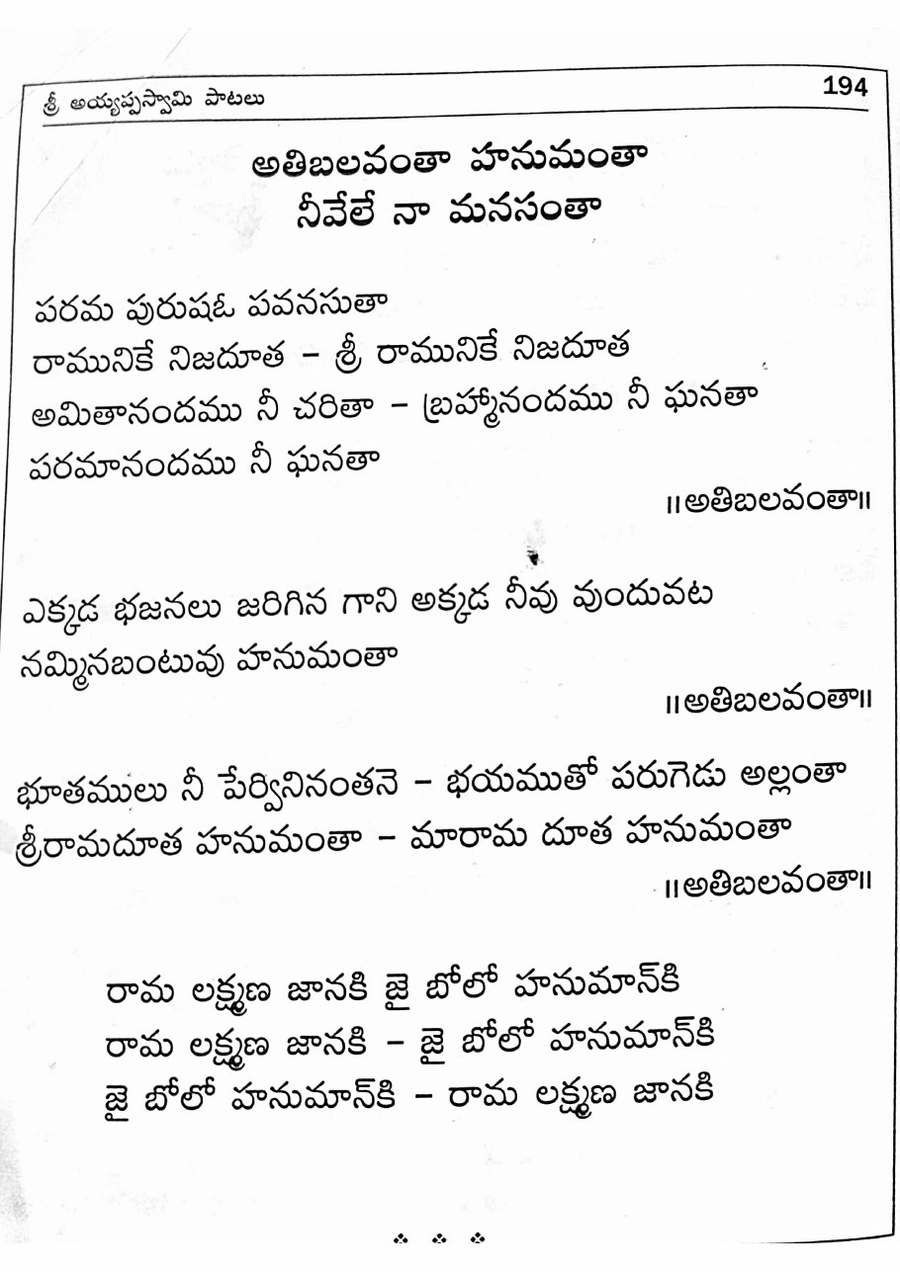 శ్రీ అయ్యప్పస్వామి పాటలు 194
అతిబలవంతా హనుమంతా
నీవేలే నా మనసంతా
పరమ పురుషఓ పవనసుతా
రామునికే నిజదూత – శ్రీ రామునికే నిజదూత
అమితానందము నీ చరితా – బ్రహ్మానందము నీ ఘనతా
పరమానందము నీ ఘనతా
॥అతిబలవంతా॥
ఎక్కడ భజనలు జరిగిన గాని అక్కడ నీవు వుందువట
నమ్మినబంటువు హనుమంతా
॥అతిబలవంతా॥
భూతములు నీ పేర్వినినంతనె – భయముతో పరుగెడు అల్లంతా
శ్రీరామదూత హనుమంతా – మారామ దూత హనుమంతా
॥అతిబలవంతా॥
రామ లక్ష్మణ జానకి జై బోలో హనుమాన్‌కి
రామ లక్ష్మణ జానకి – జై బోలో హనుమాన్‌కి
జై బోలో హనుమాన్‌కి – రామ లక్ష్మణ జానకి